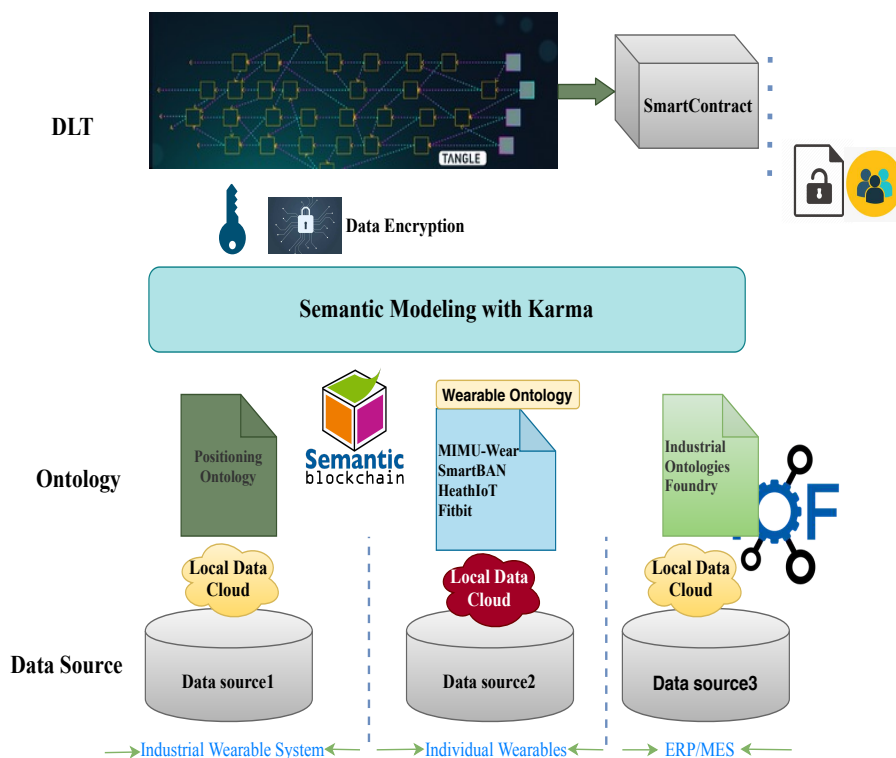 DLT
TANGLE
SmartContract
Data Encryption
Semantic Modeling with Karma
Ontology
Positioning
Ontology
Semantic
blockchain
Wearable Ontology
MIMU-Wear
SmartBAN
HeathIoT
Fitbit
Industrial
Ontologies
Foundry
F
Local Data
Cloud
Local Data
Cloud
Local Data
Cloud
Data Source
Data source1
Data source2
Data source3
Industrial Wearable System
Individual Wearables
ERP/MES